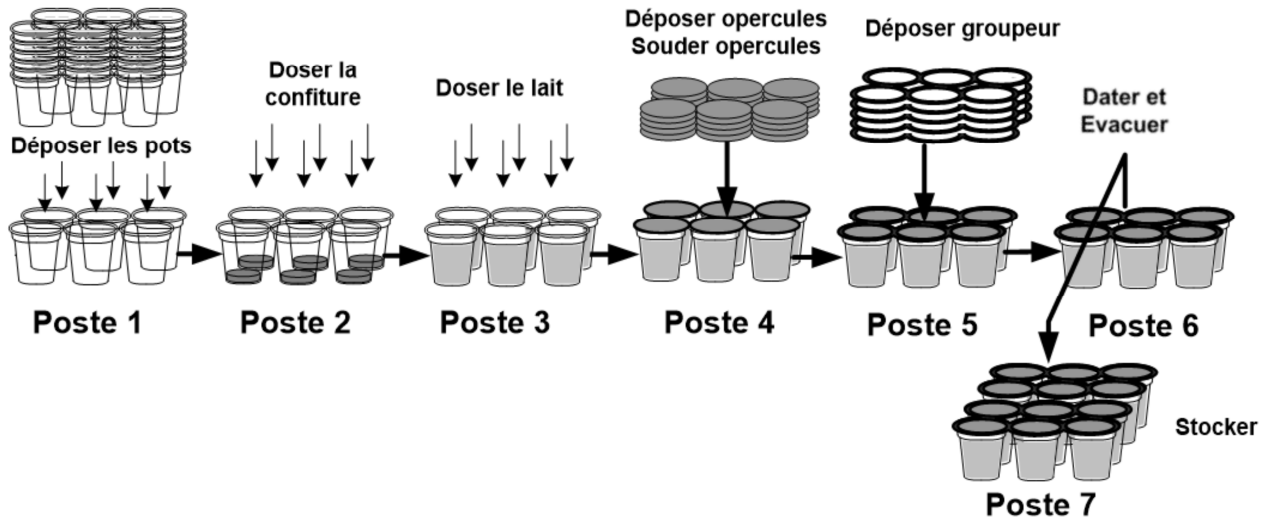 Déposer les pots
Poste 1
Doser la
confiture
Poste 2
Doser le lait
Poste 3
Déposer opercules
Souder opercules
Poste 4
Déposer groupeur
Poste 5
Dater et
Evacuer
Poste 6
Stocker
Poste 7